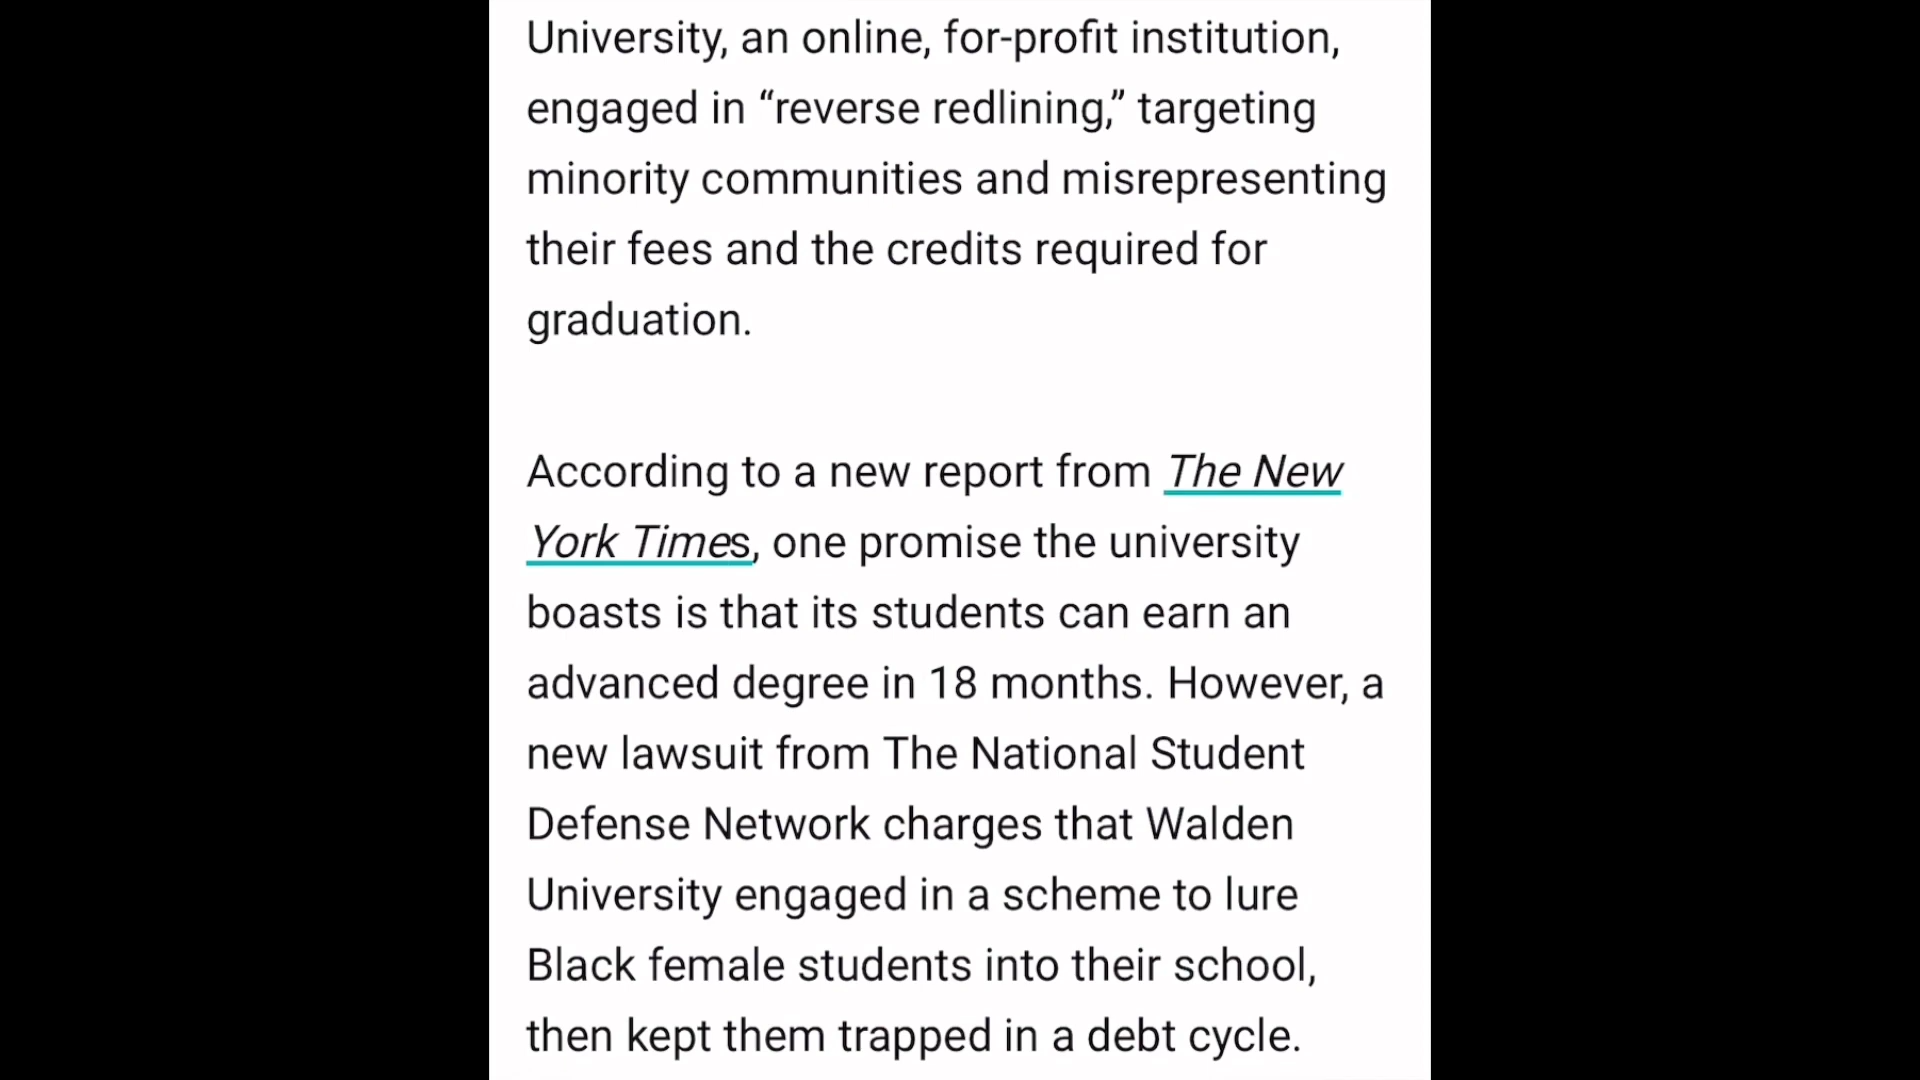 University, an online, for-profit institution,
engaged in “reverse redlining,” targeting
minority communities and misrepresenting
their fees and the credits required for
graduation.
According to a new report from The New
York Times, one promise the university
boasts is that its students can earn an
advanced degree in 18 months. However, a
new lawsuit from The National Student
Defense Network charges that Walden
University engaged in a scheme to lure
Black female students into their school,
then kept them trapped in a debt cycle.